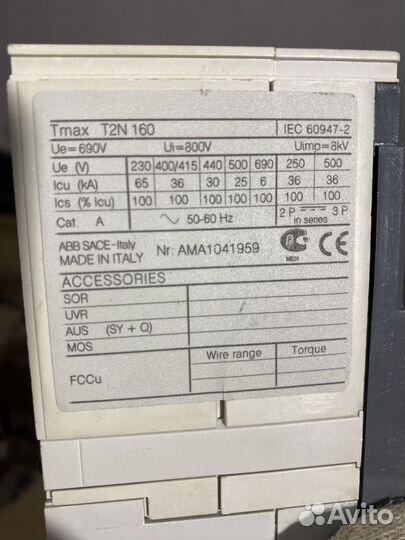 Tmax T2N 160 IEC 60947-2
Ue=690V Ui=800V Uimp=8kV
Ue (V) 230 400/415 440 500 690 250 500
Icu (kA) 65 36 30 25 6 36 36
Ics (% Icu) 100 100 100 100 100 100 100
Cat A ~ 50-60 Hz 2 P 3 P
in series
ABB SACE-Italy
MADE IN ITALY Nr: AMA1041959 CE
ME01
ACCESSORIES
SOR
UVR
AUS (SY + Q)
MOS
Wire range Torque
FCCu
Avito